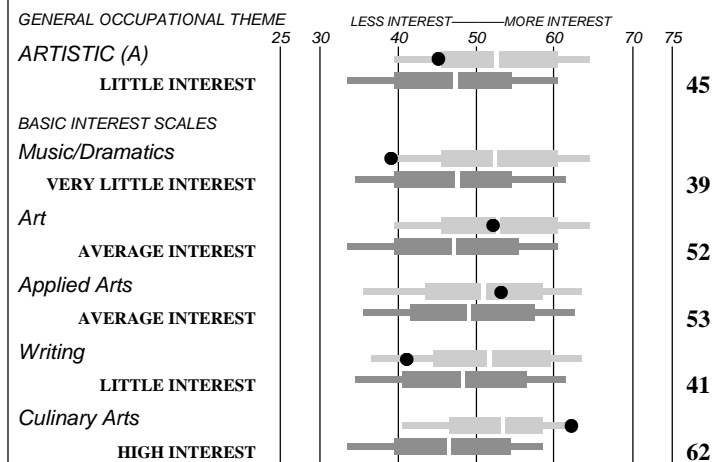 GENERAL OCCUPATIONAL THEME LESS INTEREST MORE INTEREST
25 30 40 50 60 70 75
ARTISTIC (A)
LITTLE INTEREST 45
BASIC INTEREST SCALES
Music/Dramatics
VERY LITTLE INTEREST 39
Art
AVERAGE INTEREST 52
Applied Arts
AVERAGE INTEREST 53
Writing
LITTLE INTEREST 41
Culinary Arts
HIGH INTEREST 62